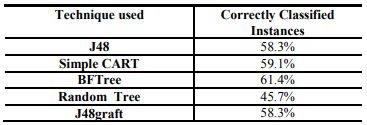 Technique used Correctly Classified
Instances
J48 58.3%
Simple CART 59.1%
BFTree 61.4%
Random Tree 45.7%
J48graft 58.3%